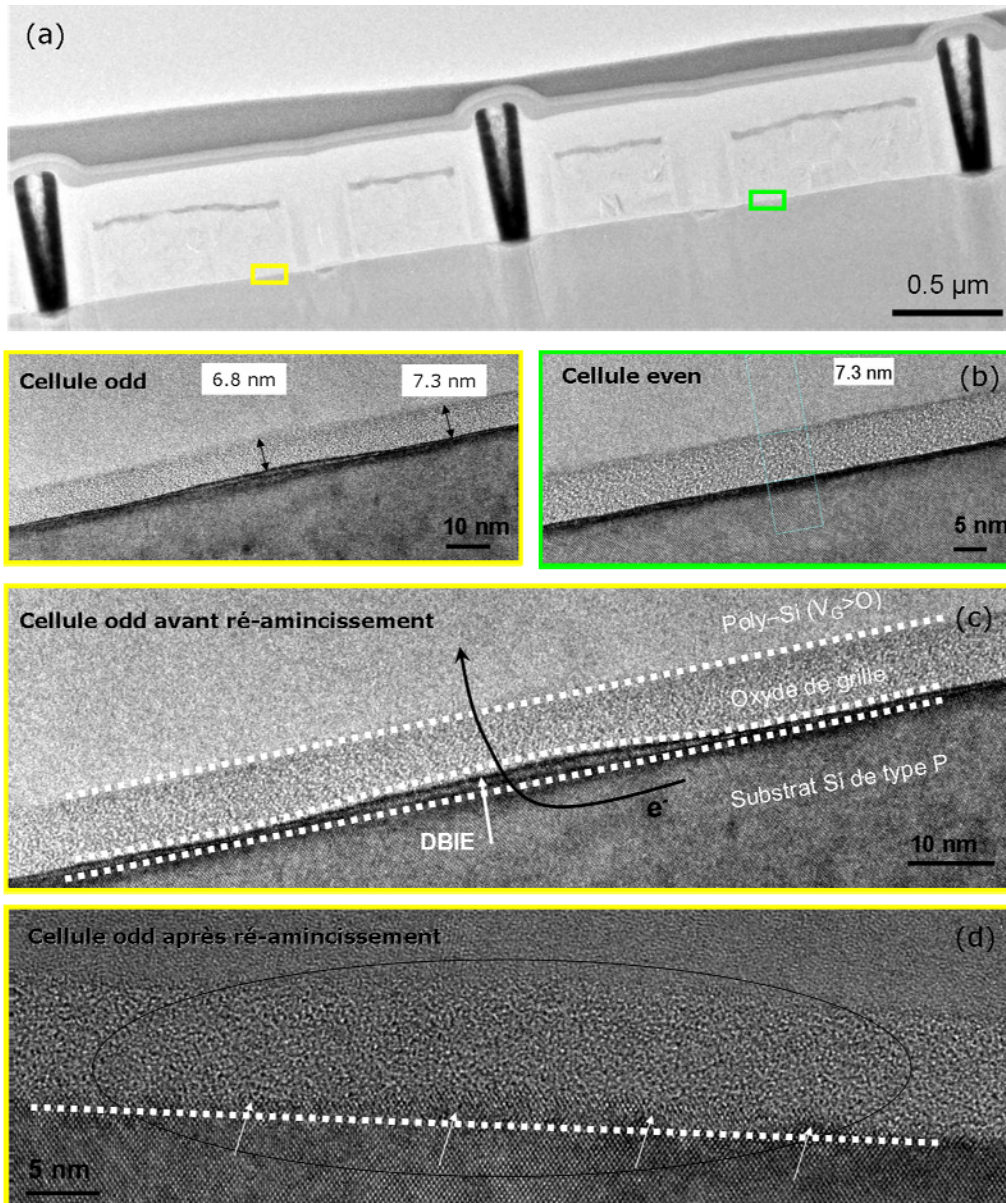 (a)
0.5 µm
Cellule odd
6.8 nm
7.3 nm
10 nm
Cellule even
7.3 nm
(b)
5 nm
Cellule odd avant ré-amincissement
(c)
Poly–Si (VG>O)
Oxyde de grille
Substrat Si de type P
e-
DBIE
10 nm
Cellule odd après ré-amincissement
(d)
5 nm